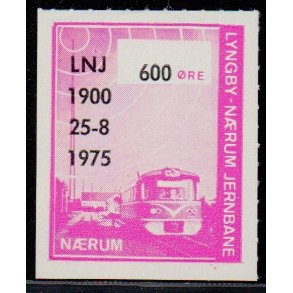 LNJ
600 ØRE
1900
25-8
1975
NÆRUM
LYNGBY - NÆRUM JERNBANE